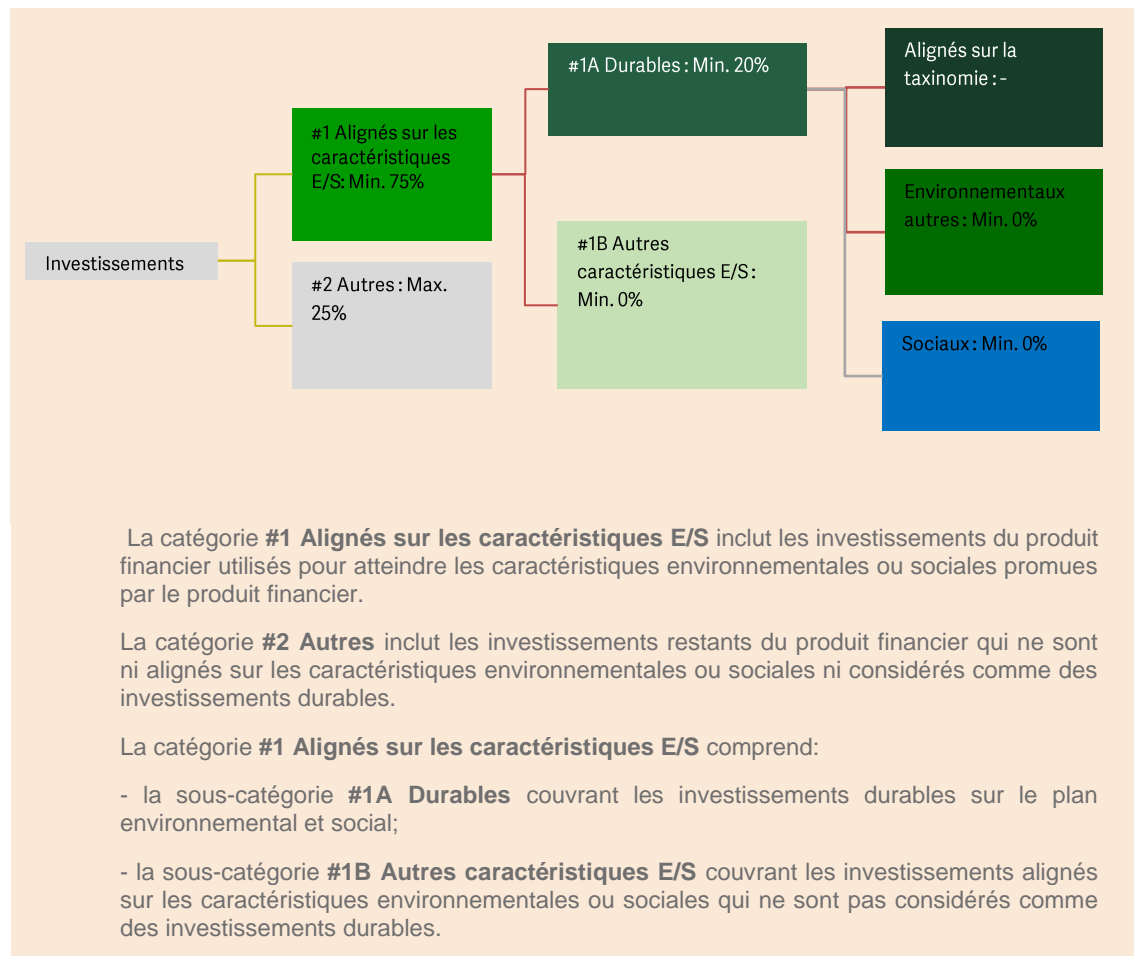 Investissements
#1 Alignés sur les
caractéristiques
E/S: Min. 75%
#2 Autres : Max.
25%
#1A Durables : Min. 20%
#1B Autres
caractéristiques E/S :
Min. 0%
Alignés sur la
taxinomie : -
Environnementaux
autres : Min. 0%
Sociaux : Min. 0%
La catégorie #1 Alignés sur les caractéristiques E/S inclut les investissements du produit
financier utilisés pour atteindre les caractéristiques environnementales ou sociales promues
par le produit financier.
La catégorie #2 Autres inclut les investissements restants du produit financier qui ne sont
ni alignés sur les caractéristiques environnementales ou sociales ni considérés comme des
investissements durables.
La catégorie #1 Alignés sur les caractéristiques E/S comprend:
- la sous-catégorie #1A Durables couvrant les investissements durables sur le plan
environnemental et social;
- la sous-catégorie #1B Autres caractéristiques E/S couvrant les investissements alignés
sur les caractéristiques environnementales ou sociales qui ne sont pas considérés comme
des investissements durables.